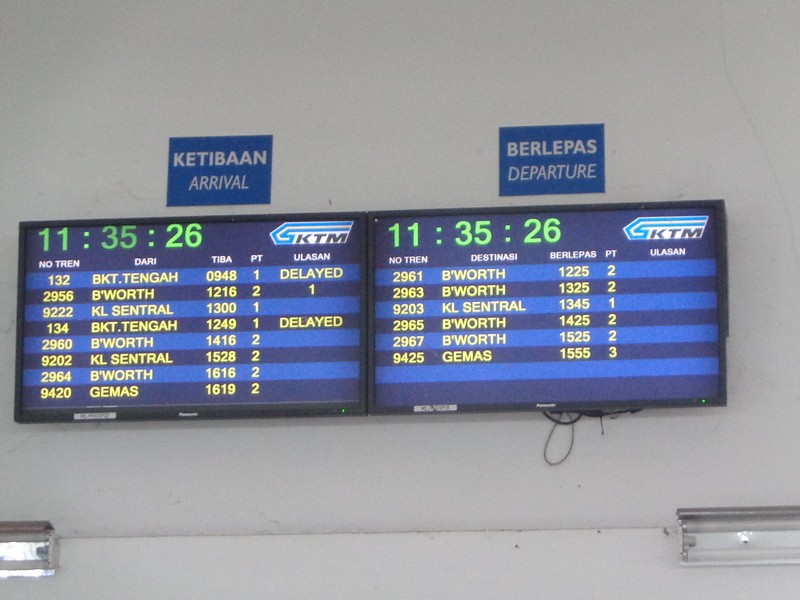 KETIBAAN
ARRIVAL
BERLEPAS
DEPARTURE
11 : 35 : 26 KTM
NO TREN DARI TIBA PT ULASAN
132 BKT.TENGAH 0948 1 DELAYED
2956 B'WORTH 1216 2 1
9222 KL SENTRAL 1300 1
134 BKT.TENGAH 1249 1 DELAYED
2960 B'WORTH 1416 2
9202 KL SENTRAL 1528 2
2964 B'WORTH 1616 2
9420 GEMAS 1619 2
Panasonic
11 : 35 : 26 KTM
NO TREN DESTINASI BERLEPAS PT ULASAN
2961 B'WORTH 1225 2
2963 B'WORTH 1325 2
9203 KL SENTRAL 1345 1
2965 B'WORTH 1425 2
2967 B'WORTH 1525 2
9425 GEMAS 1555 3
Panasonic